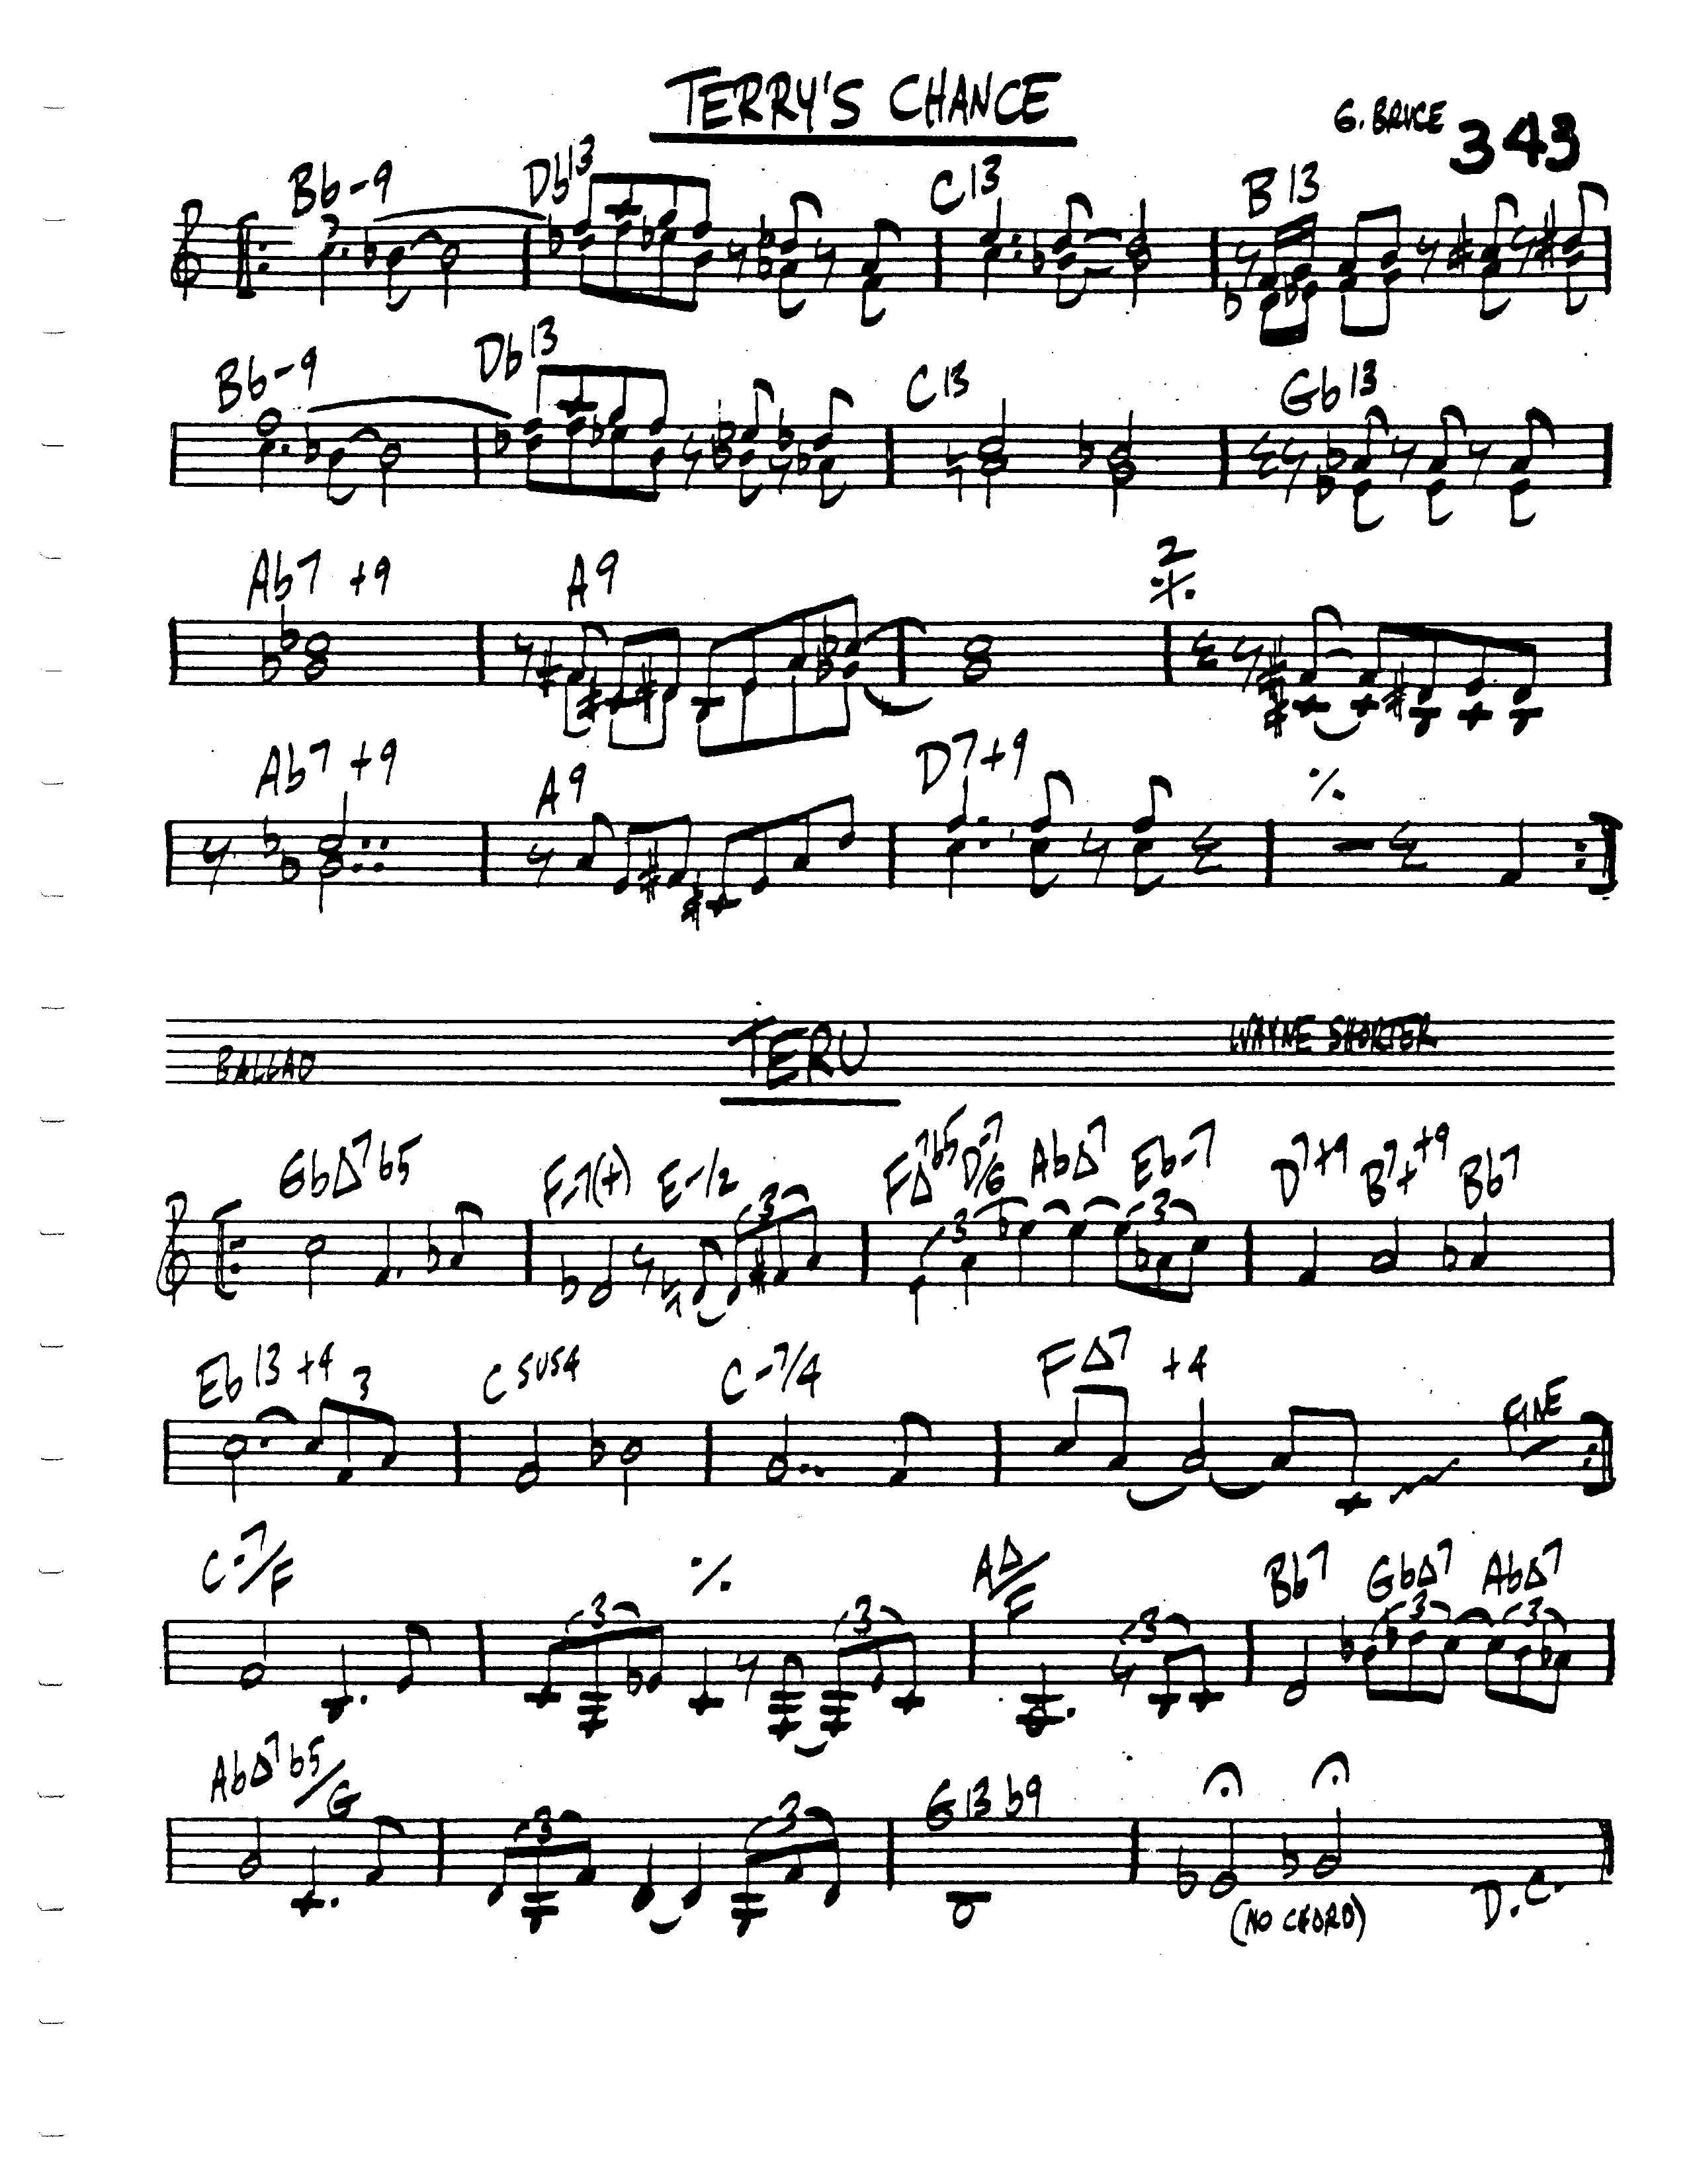 TERRY'S CHANCE
G. BRUCE 343
Bb-9 Db13 C13 B13
Bb-9 Db13 C13 Gb13
Ab7 +9 A9 2
Ab7 +9 A9 D7+9
BALLAD TERU WAYNE SHORTER
GbΔ7b5 F-7(+) E-/2 FΔ7b5 D-7/G AbΔ7 Eb-7 D7+9 B7+ +9 Bb7
3 3 3
Eb13 +4 C SUS4 C-7/4 FΔ7 +4
3 FINE
C-7/F AΔ/F Bb7 GbΔ7 AbΔ7
3 3 3 3 3
AbΔ7b5/G G13b9
3 3
(NO CHORD) D.C.